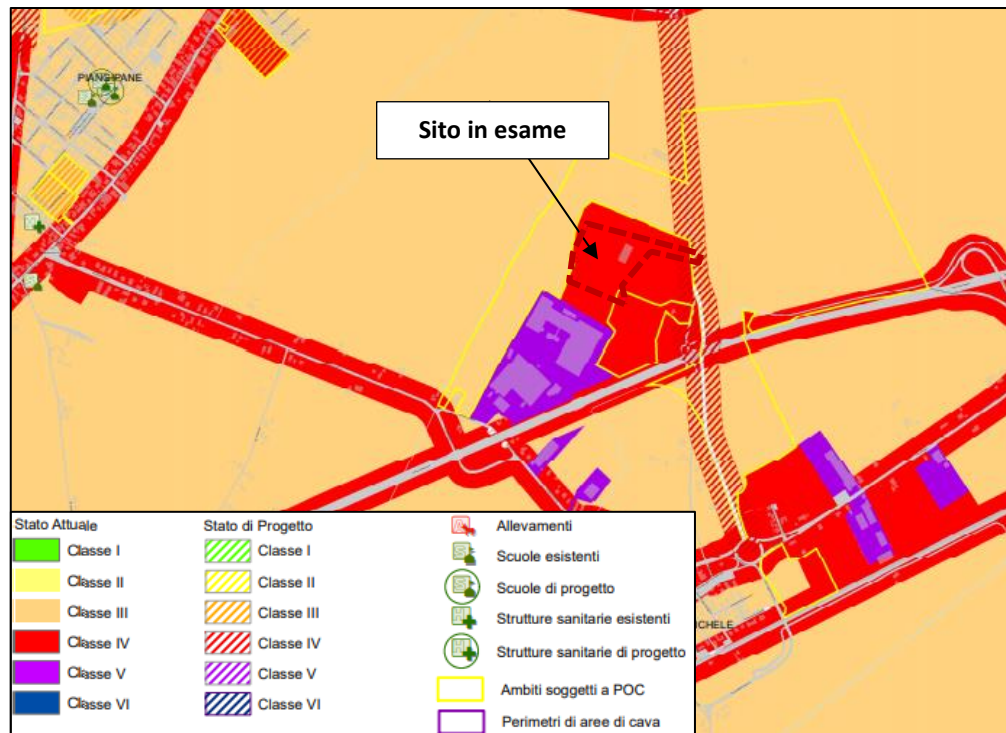 PIANGIPANE
Sito in esame
ICHELE
Stato Attuale
Classe I
Classe II
Classe III
Classe IV
Classe V
Classe VI
Stato di Progetto
Classe I
Classe II
Classe III
Classe IV
Classe V
Classe VI
Allevamenti
Scuole esistenti
Scuole di progetto
Strutture sanitarie esistenti
Strutture sanitarie di progetto
Ambiti soggetti a POC
Perimetri di aree di cava